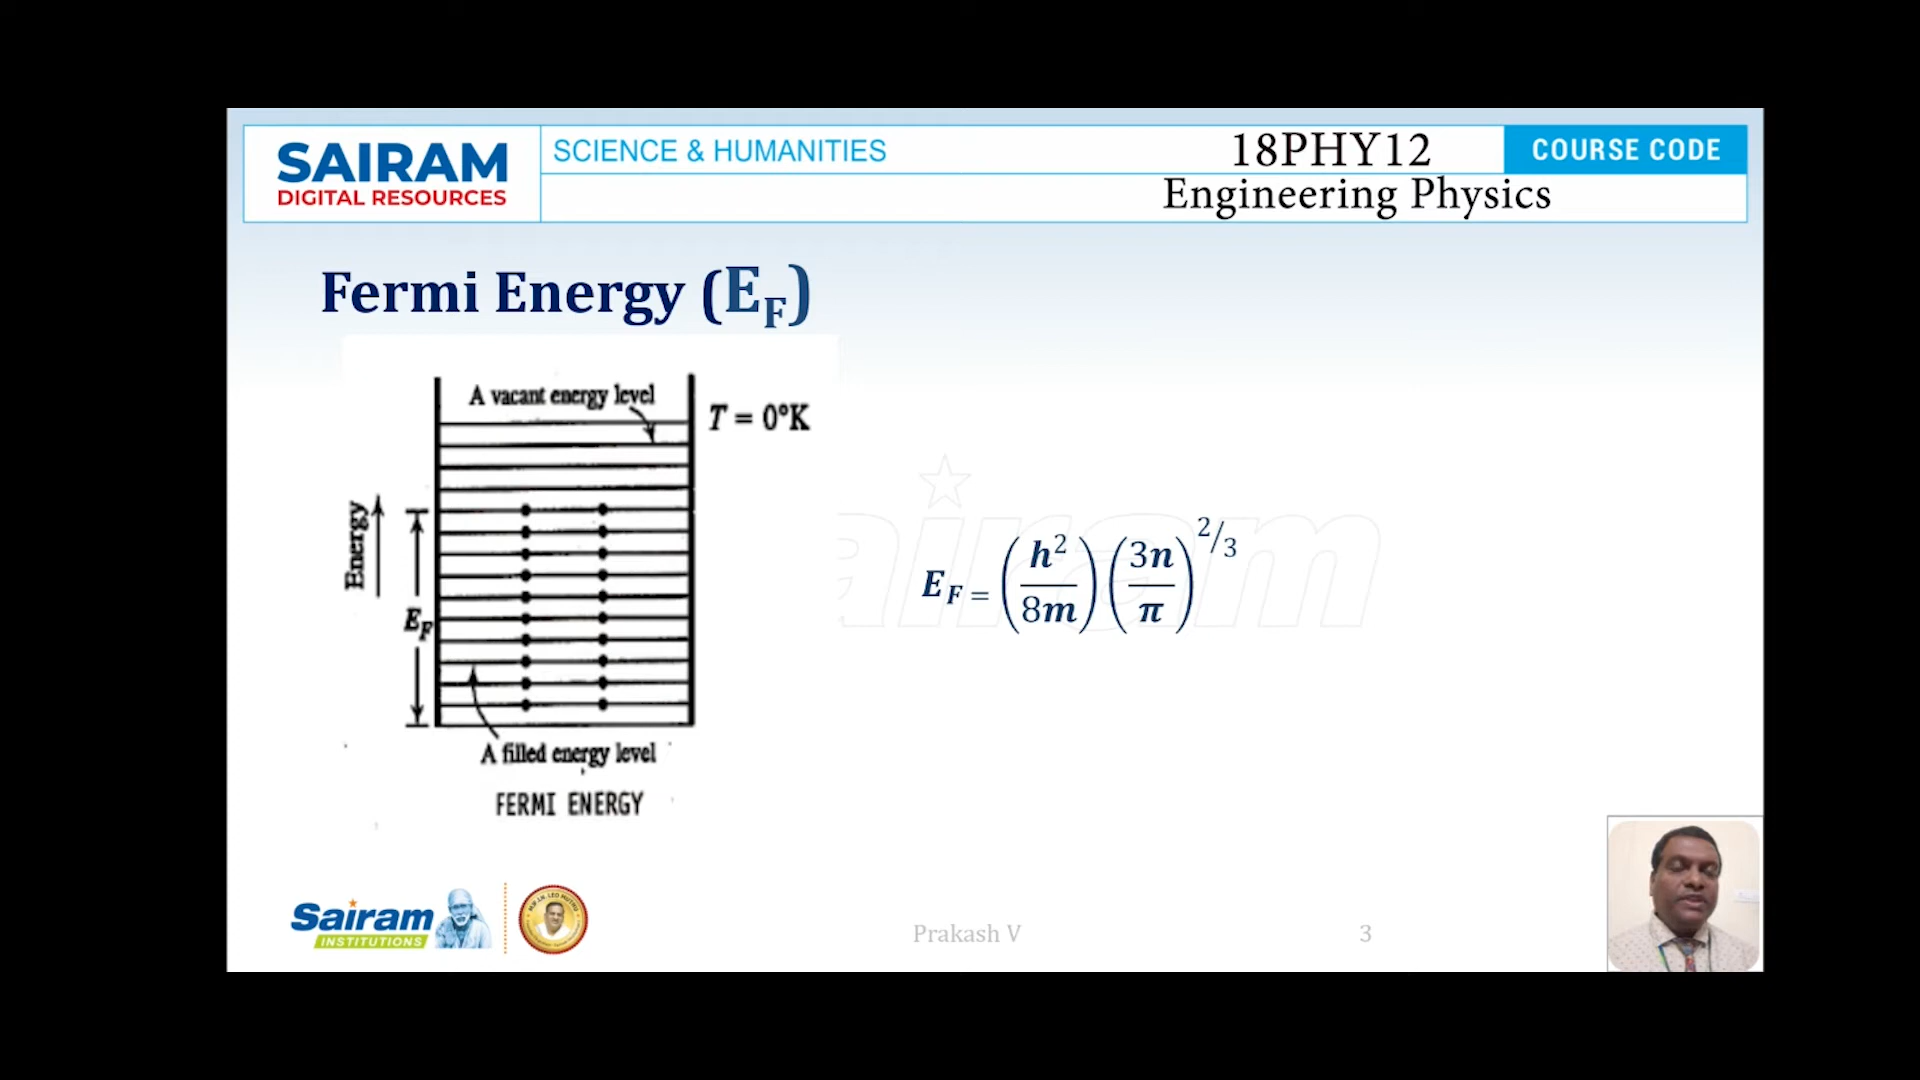 SAIRAM
DIGITAL RESOURCES
SCIENCE & HUMANITIES
18PHY12
COURSE CODE
Engineering Physics
Fermi Energy (E_F)
A vacant energy level
T = 0°K
Energy
E_F
A filled energy level
FERMI ENERGY
E_F = (h²/8m) (3n/π)^2/3
Sairam
INSTITUTIONS
Prakash V
3